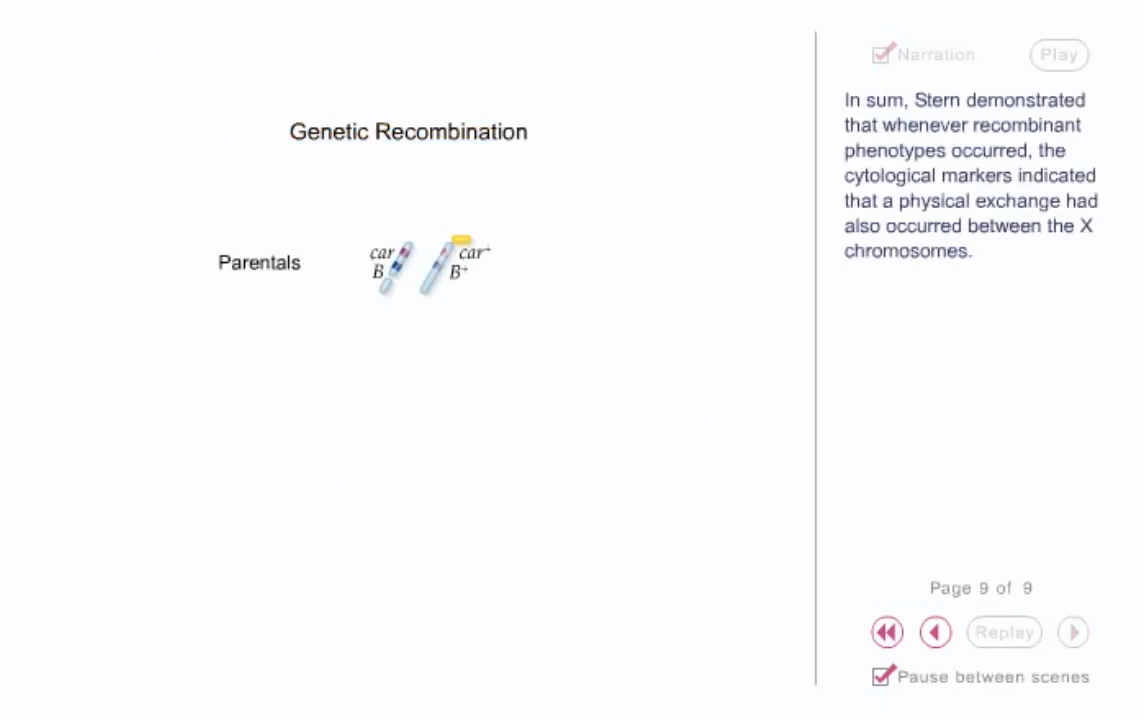 Narration
Play
In sum, Stern demonstrated
that whenever recombinant
phenotypes occurred, the
cytological markers indicated
that a physical exchange had
also occurred between the X
chromosomes.
Genetic Recombination
Parentals
car
B
car⁺
B⁺
Page 9 of 9
Replay
Pause between scenes